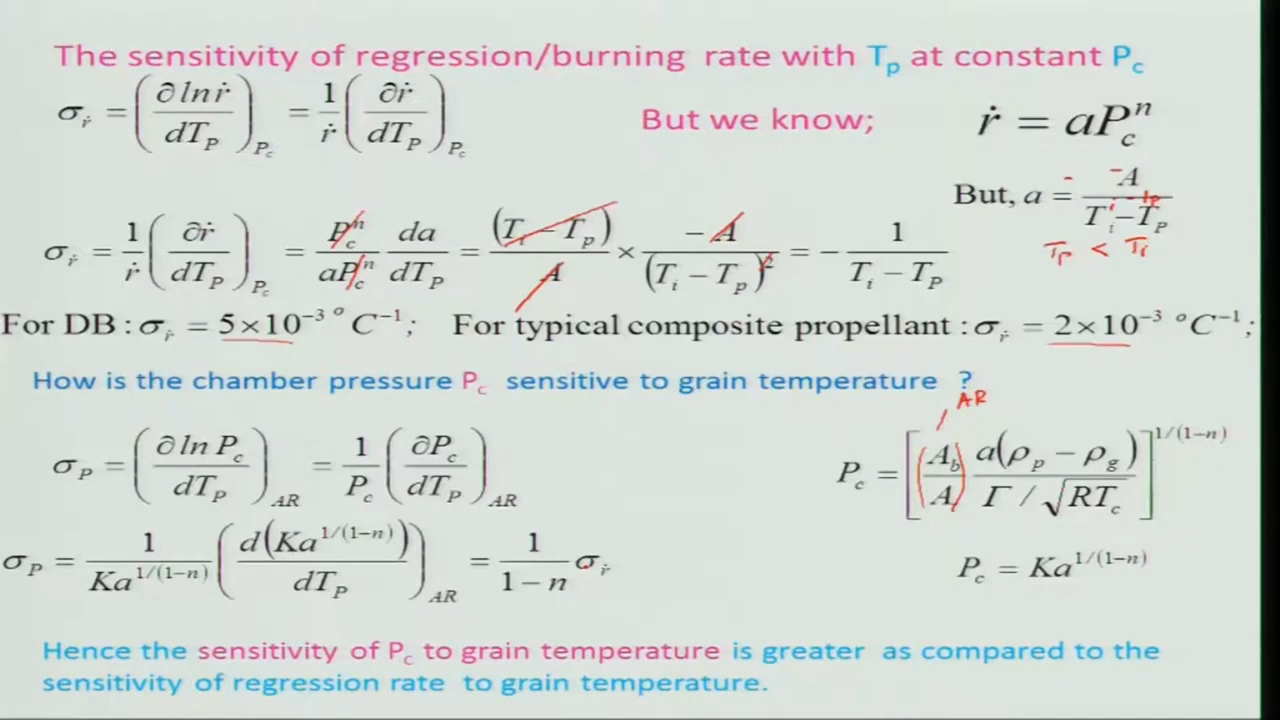 The sensitivity of regression/burning rate with T_p at constant P_c
σ_ṙ = (∂ ln ṙ / dT_P)_{P_c} = 1/ṙ (∂ṙ / dT_P)_{P_c}
But we know; ṙ = aP_c^n
But, a = A / (T_i − T_P)
T_P < T_i
σ_ṙ = 1/ṙ (∂ṙ / dT_P)_{P_c} = P_c^n / aP_c^n da/dT_P = (T_i − T_p) / A × −A / (T_i − T_p)^2 = − 1 / (T_i − T_P)
For DB : σ_ṙ = 5×10^{−3} °C^{−1}; For typical composite propellant : σ_ṙ = 2×10^{−3} °C^{−1};
How is the chamber pressure P_c sensitive to grain temperature ?
AR
σ_P = (∂ ln P_c / dT_P)_{AR} = 1/P_c (∂P_c / dT_P)_{AR}
P_c = [ (A_b / A) a(ρ_p − ρ_g) / (Γ / √RT_c) ]^{1/(1−n)}
σ_P = 1 / Ka^{1/(1−n)} (d(Ka^{1/(1−n)}) / dT_P)_{AR} = 1 / (1−n) σ_ṙ
P_c = Ka^{1/(1−n)}
Hence the sensitivity of P_c to grain temperature is greater as compared to the
sensitivity of regression rate to grain temperature.